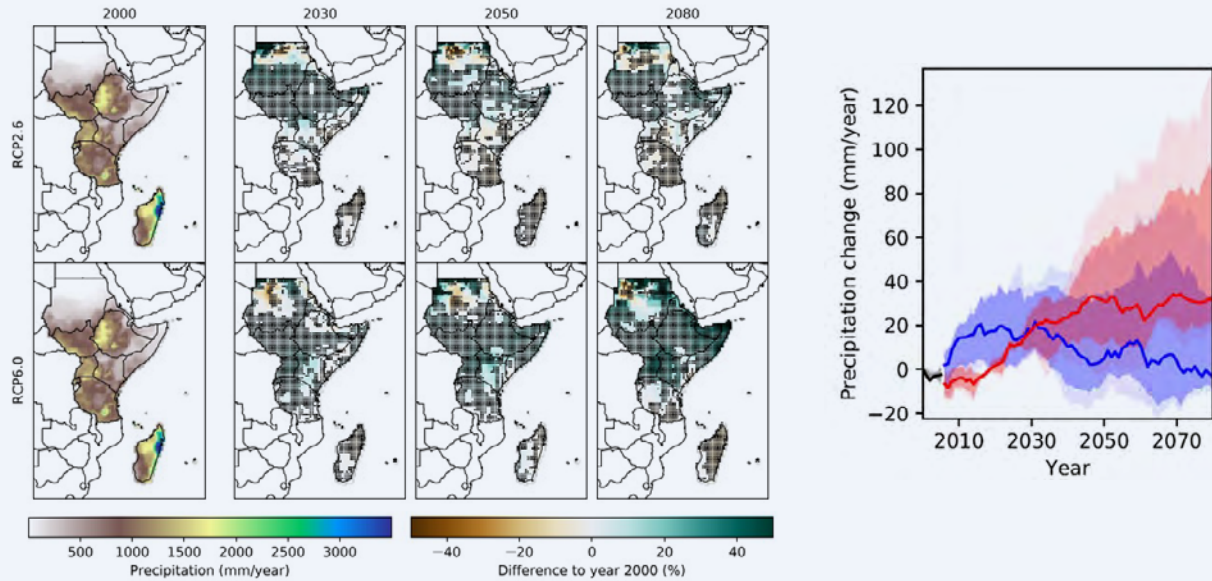 2000 2030 2050 2080
RCP2.6
RCP6.0
500 1000 1500 2000 2500 3000
Precipitation (mm/year)
−40 −20 0 20 40
Difference to year 2000 (%)
Precipitation change (mm/year)
120
100
80
60
40
20
0
−20
2010 2030 2050 2070
Year